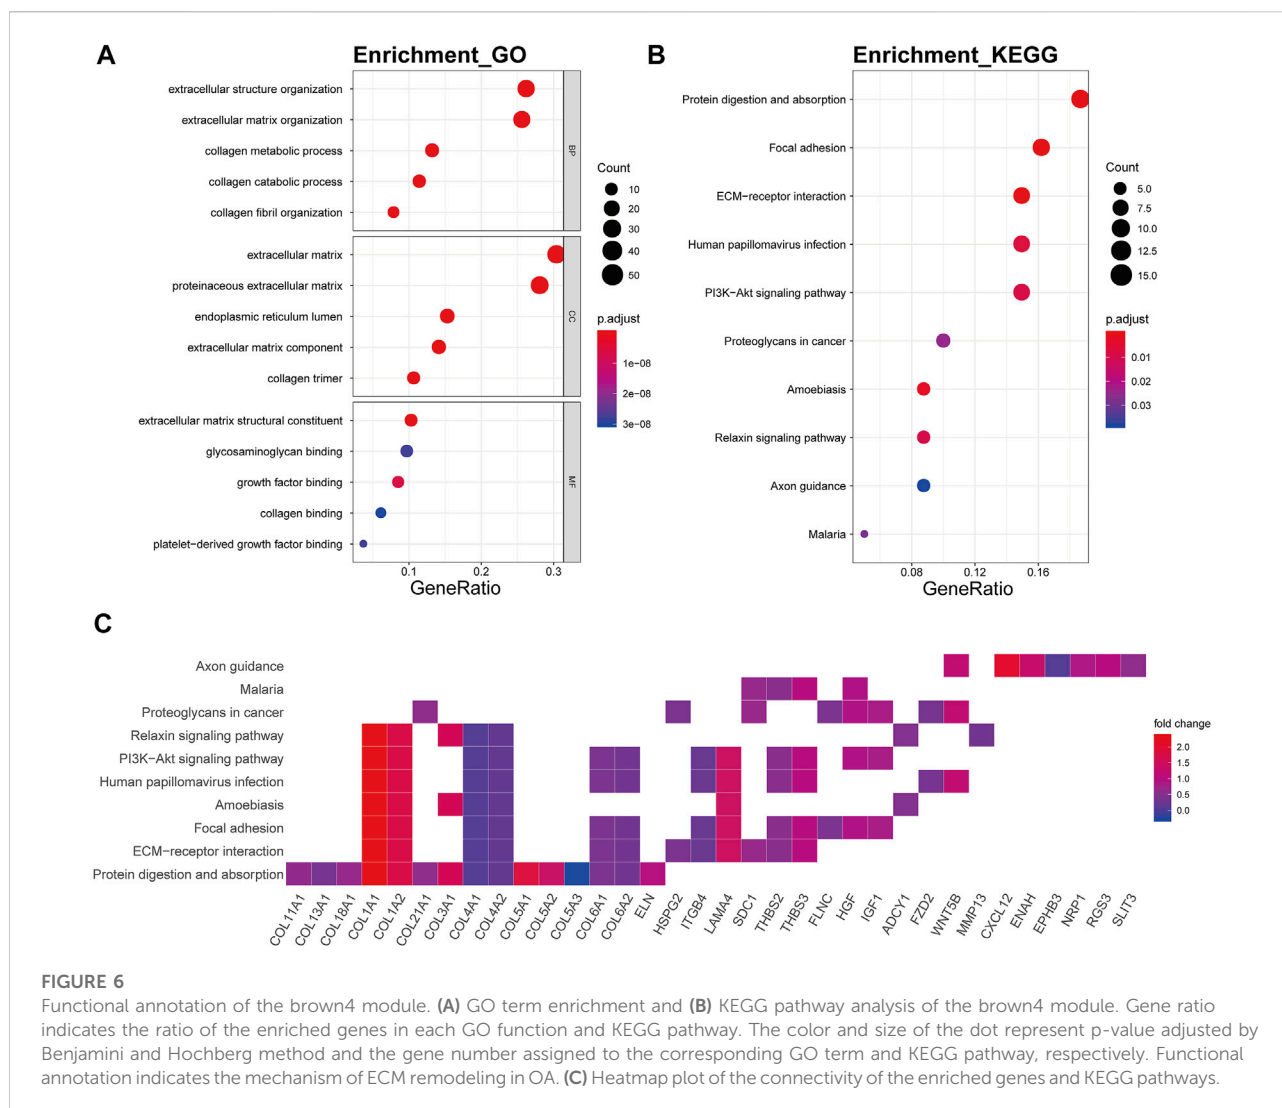 A
Enrichment_GO
extracellular structure organization
extracellular matrix organization
collagen metabolic process
collagen catabolic process
collagen fibril organization
BP
extracellular matrix
proteinaceous extracellular matrix
endoplasmic reticulum lumen
extracellular matrix component
collagen trimer
CC
extracellular matrix structural constituent
glycosaminoglycan binding
growth factor binding
collagen binding
platelet−derived growth factor binding
MF
0.1 0.2 0.3
GeneRatio
Count
10
20
30
40
50
p.adjust
1e−08
2e−08
3e−08
B
Enrichment_KEGG
Protein digestion and absorption
Focal adhesion
ECM−receptor interaction
Human papillomavirus infection
PI3K−Akt signaling pathway
Proteoglycans in cancer
Amoebiasis
Relaxin signaling pathway
Axon guidance
Malaria
0.08 0.12 0.16
GeneRatio
Count
5.0
7.5
10.0
12.5
15.0
p.adjust
0.01
0.02
0.03
C
Axon guidance
Malaria
Proteoglycans in cancer
Relaxin signaling pathway
PI3K−Akt signaling pathway
Human papillomavirus infection
Amoebiasis
Focal adhesion
ECM−receptor interaction
Protein digestion and absorption
COL11A1
COL13A1
COL18A1
COL1A1
COL1A2
COL21A1
COL3A1
COL4A1
COL4A2
COL5A1
COL5A2
COL5A3
COL6A1
COL6A2
ELN
HSPG2
ITGB4
LAMA4
SDC1
THBS2
THBS3
FLNC
HGF
IGF1
ADCY1
FZD2
WNT5B
MMP13
CXCL12
ENAH
EPHB3
NRP1
RGS3
SLIT3
fold change
2.0
1.5
1.0
0.5
0.0
FIGURE 6
Functional annotation of the brown4 module. (A) GO term enrichment and (B) KEGG pathway analysis of the brown4 module. Gene ratio
indicates the ratio of the enriched genes in each GO function and KEGG pathway. The color and size of the dot represent p-value adjusted by
Benjamini and Hochberg method and the gene number assigned to the corresponding GO term and KEGG pathway, respectively. Functional
annotation indicates the mechanism of ECM remodeling in OA. (C) Heatmap plot of the connectivity of the enriched genes and KEGG pathways.